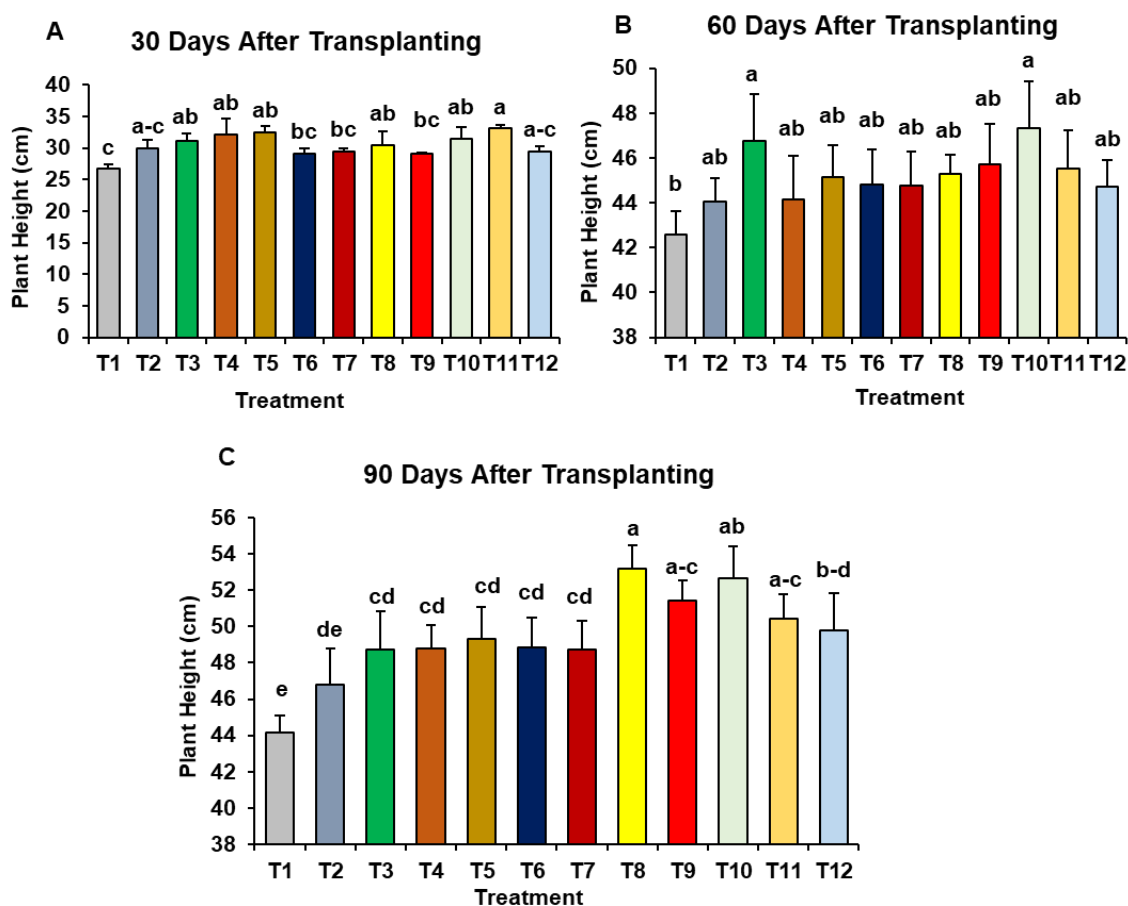 A
30 Days After Transplanting
Plant Height (cm)
40
35
30
25
20
15
10
5
0
c
a-c
ab
ab
ab
bc
bc
ab
bc
ab
a
a-c
T1 T2 T3 T4 T5 T6 T7 T8 T9 T10 T11 T12
Treatment
B
60 Days After Transplanting
Plant Height (cm)
50
48
46
44
42
40
38
b
ab
a
ab
ab
ab
ab
ab
ab
a
ab
ab
T1 T2 T3 T4 T5 T6 T7 T8 T9 T10 T11 T12
Treatment
C
90 Days After Transplanting
Plant Height (cm)
56
54
52
50
48
46
44
42
40
38
e
de
cd
cd
cd
cd
cd
a
a-c
ab
a-c
b-d
T1 T2 T3 T4 T5 T6 T7 T8 T9 T10 T11 T12
Treatment